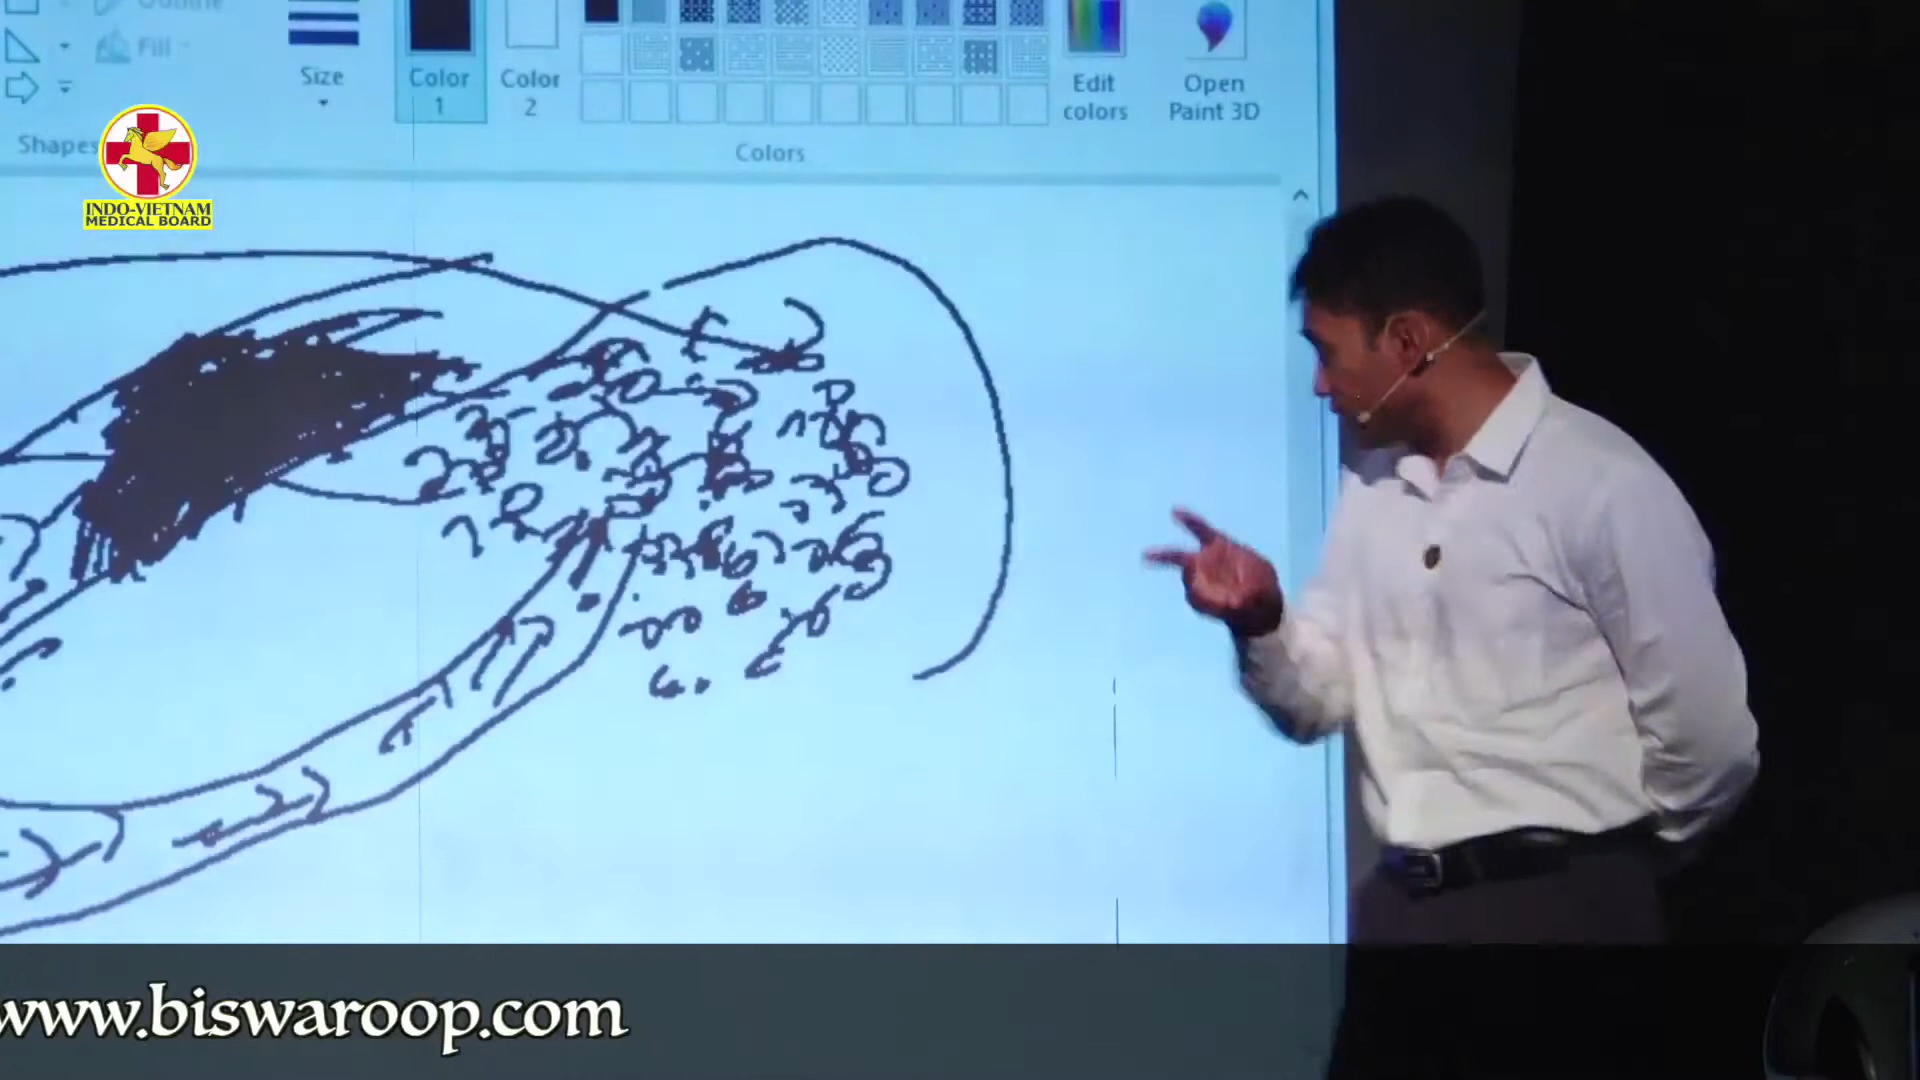 Outline
Fill
Size
Color
1
Color
2
Edit
colors
Open
Paint 3D
Shapes
Colors
INDO-VIETNAM
MEDICAL BOARD
www.biswaroop.com